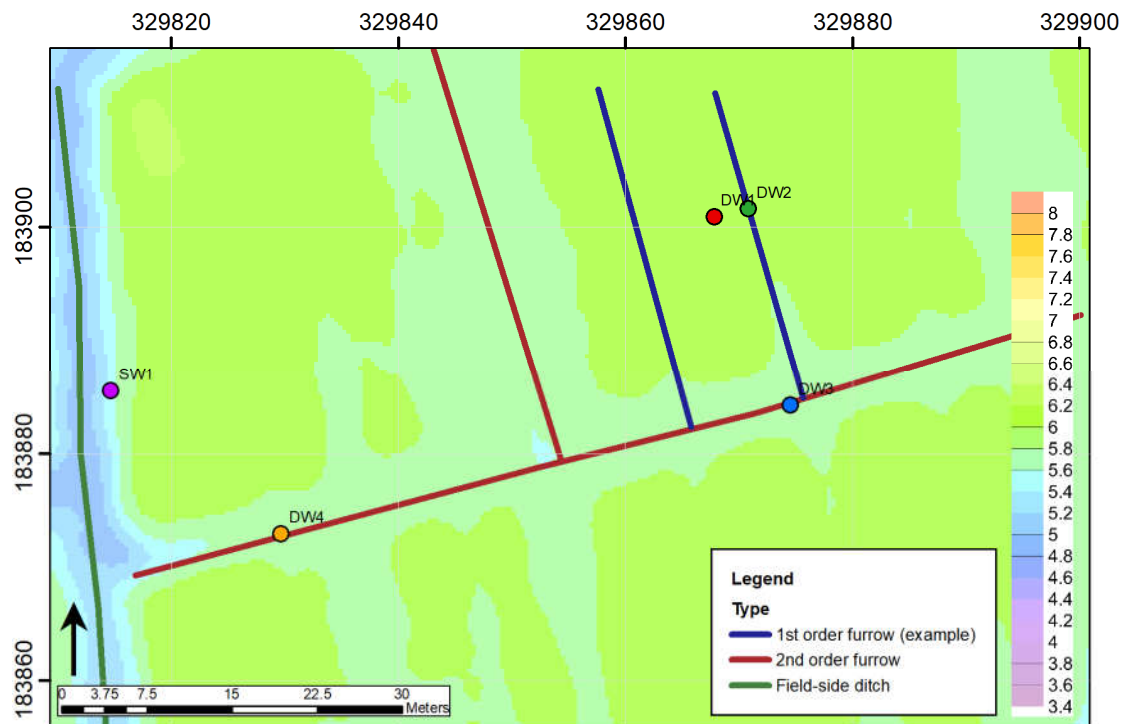 329820 329840 329860 329880 329900
183900
183880
183860
DW1
DW2
SW1
DW3
DW4
8
7.8
7.6
7.4
7.2
7
6.8
6.6
6.4
6.2
6
5.8
5.6
5.4
5.2
5
4.8
4.6
4.4
4.2
4
3.8
3.6
3.4
Legend
Type
1st order furrow (example)
2nd order furrow
Field-side ditch
0 3.75 7.5 15 22.5 30
Meters